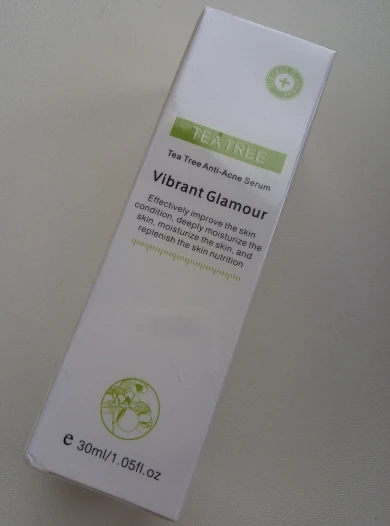 TEA TREE
Tea Tree Anti-Acne Serum
Vibrant Glamour
Effectively improve the skin
condition, deeply moisturize the
skin, moisturize the skin, and
replenish the skin nutrition
e 30ml/1.05fl.oz